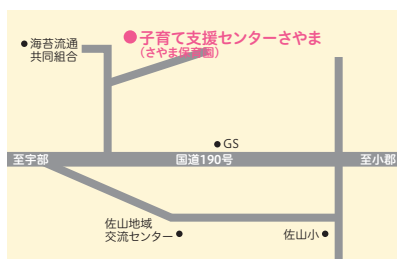 ●子育て支援センターさやま
（さやま保育園）
●海苔流通
共同組合
●GS
至宇部
国道190号
至小郡
佐山地域
交流センター●
佐山小●